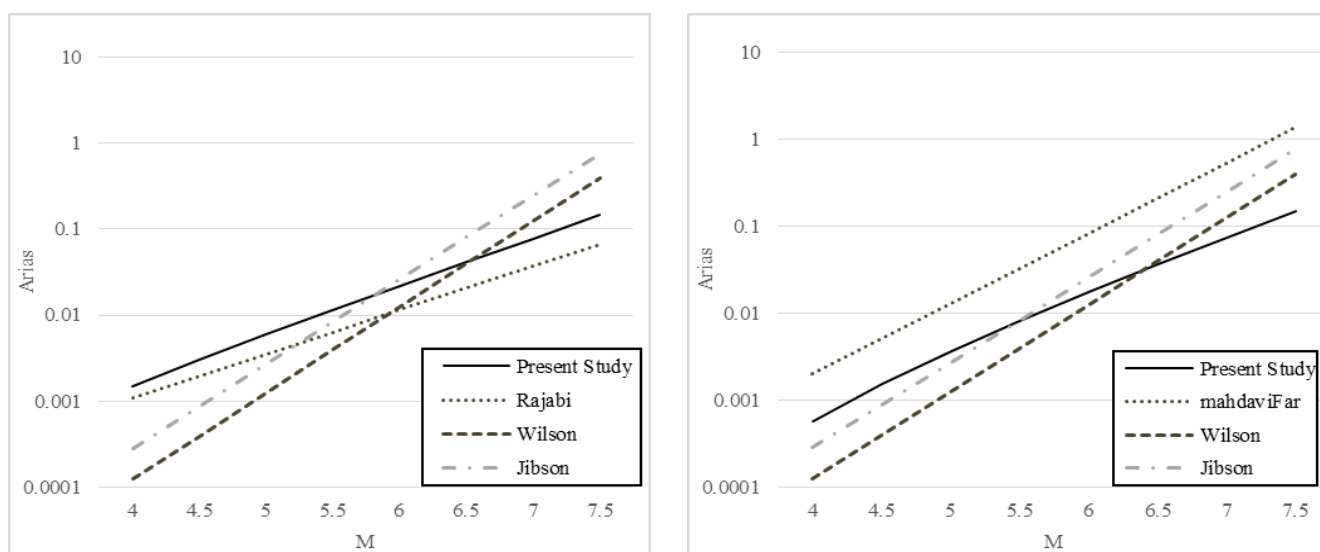 10
1
0.1
0.01
0.001
0.0001
Arias
4 4.5 5 5.5 6 6.5 7 7.5
M
Present Study
Rajabi
Wilson
Jibson
10
1
0.1
0.01
0.001
0.0001
Arias
4 4.5 5 5.5 6 6.5 7 7.5
M
Present Study
mahdaviFar
Wilson
Jibson